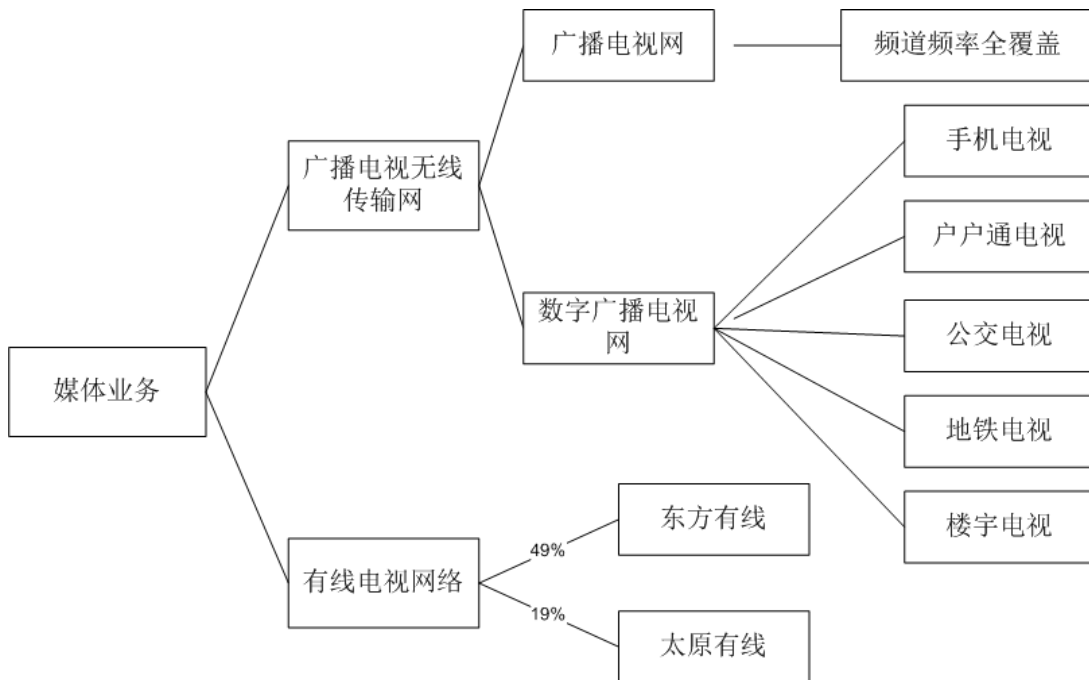 广播电视网
频道频率全覆盖
手机电视
广播电视无线
传输网
户户通电视
数字广播电视
网
公交电视
媒体业务
地铁电视
东方有线
楼宇电视
49%
有线电视网络
19%
太原有线